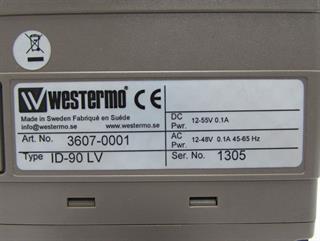 WESTERMO CE
Made in Sweden Fabriqué en Suéde
info@westermo.se www.westermo.se
DC Pwr. 12-55V 0.1A
AC Pwr. 12-48V 0.1A 45-65 Hz
Art. No. 3607-0001
Type ID-90 LV
Ser. No. 1305